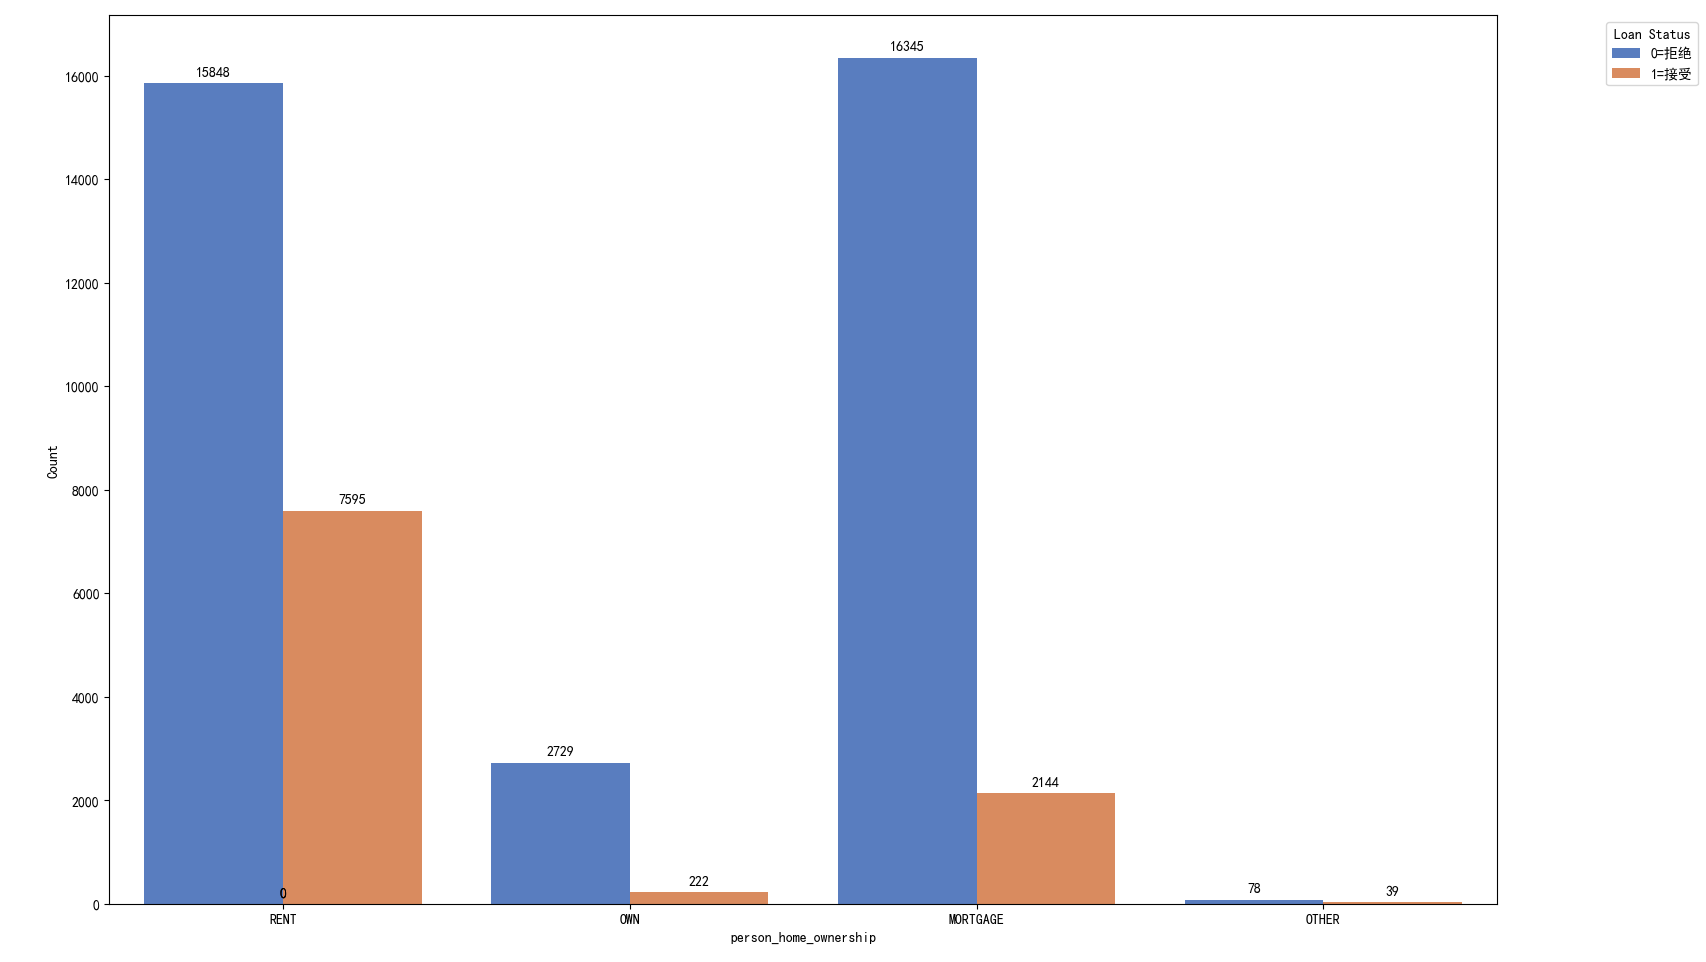 Loan Status
0=拒绝
1=接受
16345
15848
16000
14000
12000
10000
Count
8000
7595
6000
4000
2729
2144
2000
222
0
78
39
0
RENT
OWN
MORTGAGE
OTHER
person_home_ownership